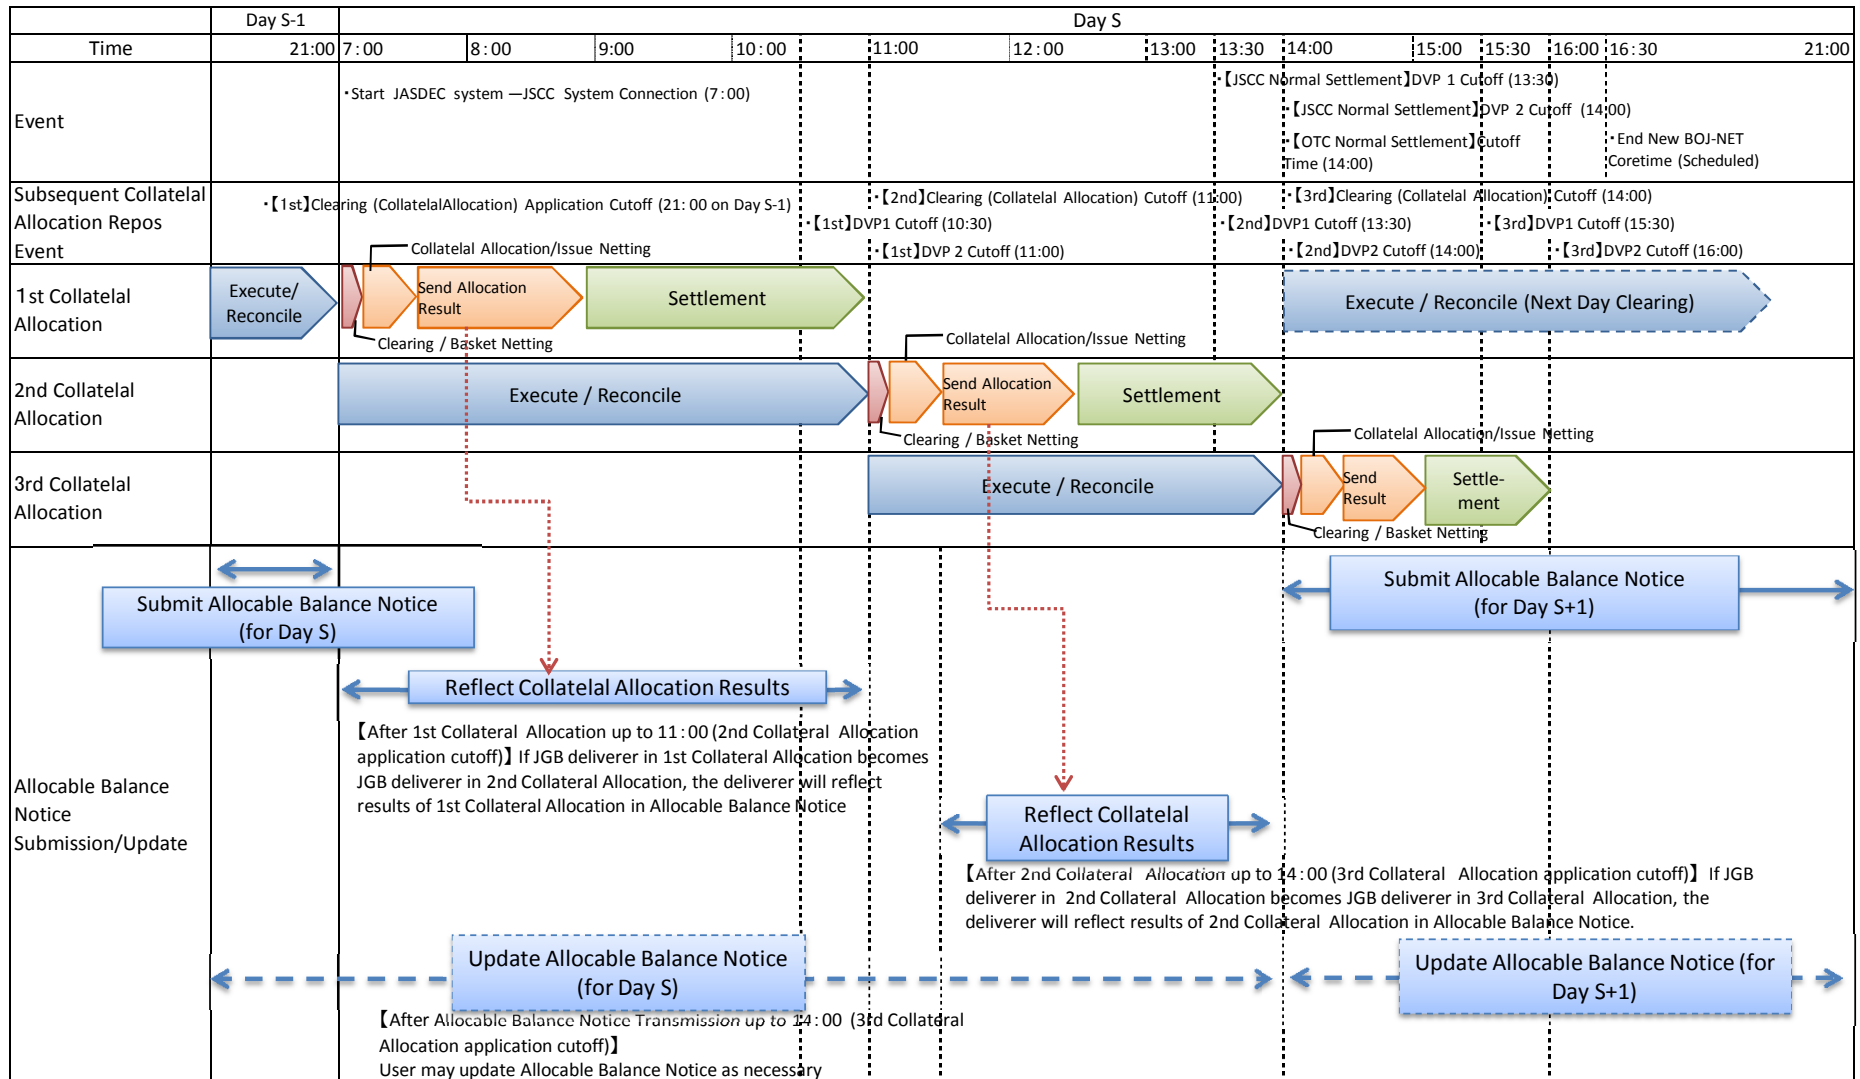 Day S-1
Day S
Time
21:00
7:00
8:00
9:00
10:00
11:00
12:00
13:00
13:30
14:00
15:00
15:30
16:00
16:30
21:00
Event
・Start JASDEC system —JSCC System Connection (7:00)
・【JSCC Normal Settlement】DVP 1 Cutoff (13:30)
・【JSCC Normal Settlement】DVP 2 Cutoff (14:00)
・【OTC Normal Settlement】Cutoff
Time (14:00)
・End New BOJ-NET
Coretime (Scheduled)
Subsequent Collatelal
Allocation Repos
Event
・【1st】Clearing (CollatelalAllocation) Application Cutoff (21:00 on Day S-1)
・【2nd】Clearing (Collatelal Allocation) Cutoff (11:00)
・【3rd】Clearing (Collatelal Allocation) Cutoff (14:00)
・【1st】DVP1 Cutoff (10:30)
・【2nd】DVP1 Cutoff (13:30)
・【3rd】DVP1 Cutoff (15:30)
・【1st】DVP 2 Cutoff (11:00)
・【2nd】DVP2 Cutoff (14:00)
・【3rd】DVP2 Cutoff (16:00)
Collatelal Allocation/Issue Netting
1st Collatelal
Allocation
Execute/
Reconcile
Send Allocation
Result
Settlement
Execute / Reconcile (Next Day Clearing)
Clearing / Basket Netting
Collatelal Allocation/Issue Netting
2nd Collatelal
Allocation
Execute / Reconcile
Send Allocation
Result
Settlement
Clearing / Basket Netting
Collatelal Allocation/Issue Netting
3rd Collatelal
Allocation
Execute / Reconcile
Send
Result
Settle-
ment
Clearing / Basket Netting
Allocable Balance
Notice
Submission/Update
Submit Allocable Balance Notice
(for Day S)
Submit Allocable Balance Notice
(for Day S+1)
Reflect Collatelal Allocation Results
【After 1st Collateral Allocation up to 11:00 (2nd Collateral Allocation
application cutoff)】 If JGB deliverer in 1st Collateral Allocation becomes
JGB deliverer in 2nd Collateral Allocation, the deliverer will reflect
results of 1st Collateral Allocation in Allocable Balance Notice
Reflect Collatelal
Allocation Results
【After 2nd Collateral Allocation up to 14:00 (3rd Collateral Allocation application cutoff)】 If JGB
deliverer in 2nd Collateral Allocation becomes JGB deliverer in 3rd Collateral Allocation, the
deliverer will reflect results of 2nd Collateral Allocation in Allocable Balance Notice.
Update Allocable Balance Notice
(for Day S)
Update Allocable Balance Notice (for
Day S+1)
【After Allocable Balance Notice Transmission up to 14:00 (3rd Collateral
Allocation application cutoff)】
User may update Allocable Balance Notice as necessary